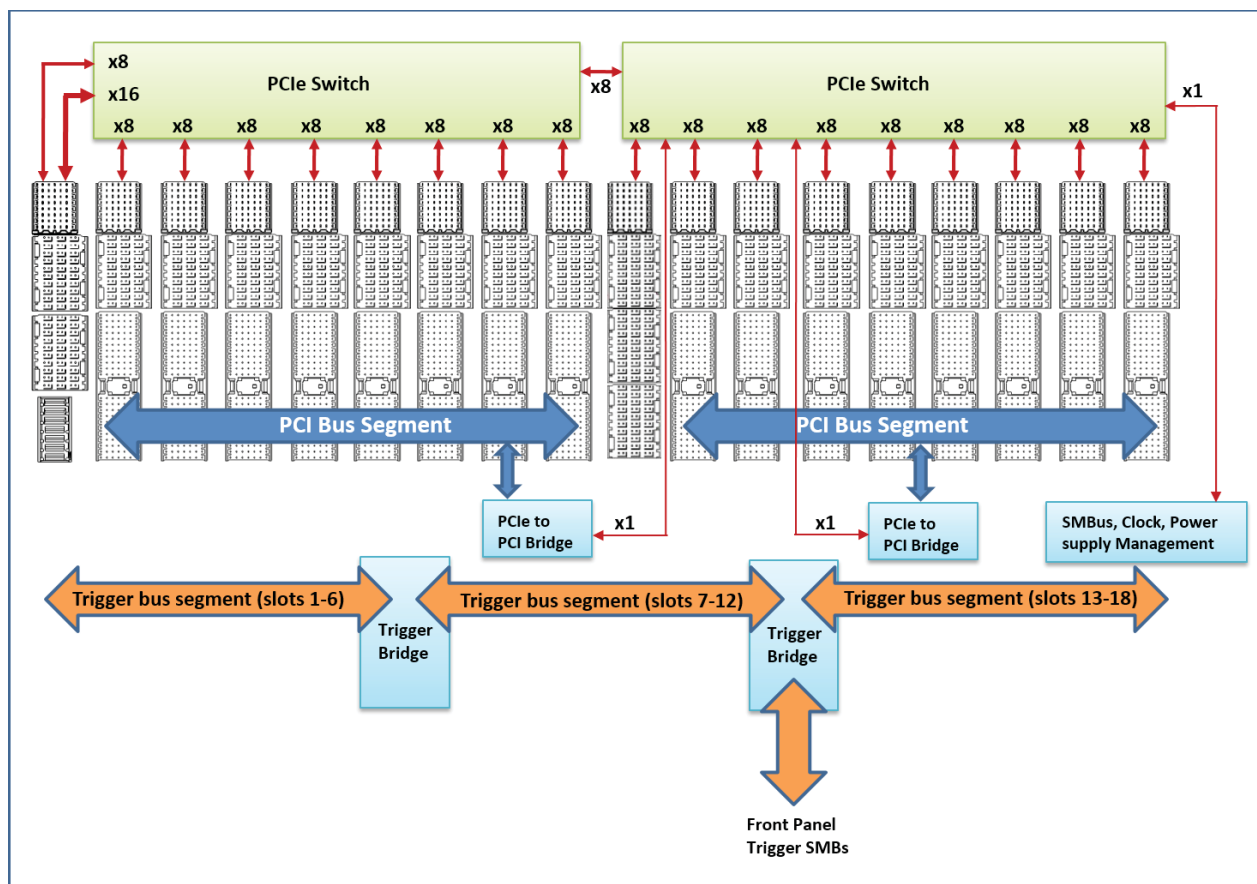 x8
x16
PCIe Switch
x8 x8 x8 x8 x8 x8 x8 x8
x8
PCIe Switch
x8 x8 x8 x8 x8 x8 x8 x8 x8
x1
PCI Bus Segment
PCI Bus Segment
PCIe to
PCI Bridge
x1
x1
PCIe to
PCI Bridge
SMBus, Clock, Power
supply Management
Trigger bus segment (slots 1-6)
Trigger bus segment (slots 7-12)
Trigger bus segment (slots 13-18)
Trigger
Bridge
Trigger
Bridge
Front Panel
Trigger SMBs